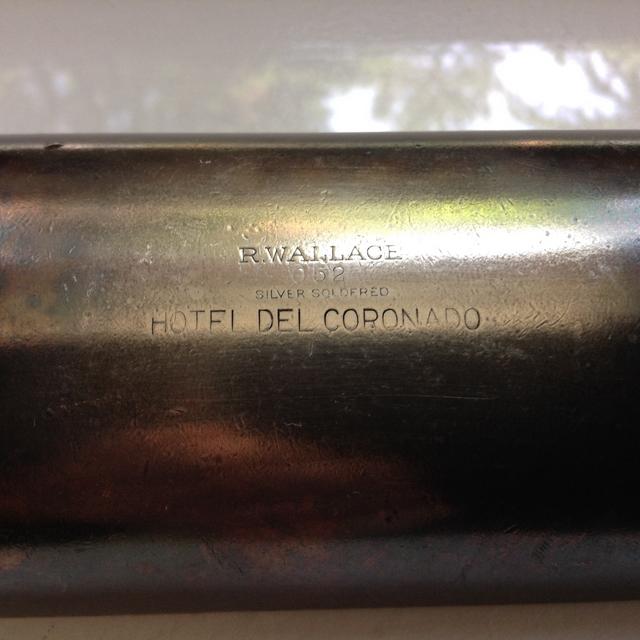 R.WALLACE
052
SILVER SOLDERED
HOTEL DEL CORONADO